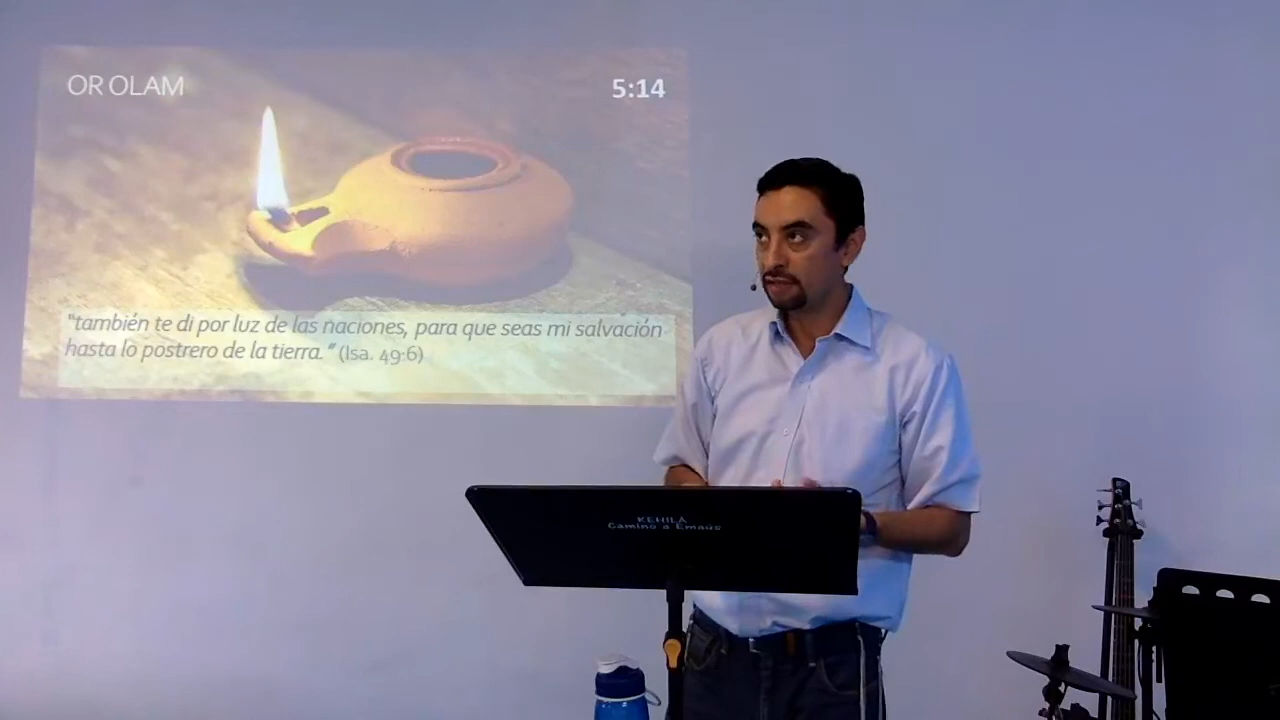 OR OLAM
5:14
"también te di por luz de las naciones, para que seas mi salvación
hasta lo postrero de la tierra." (Isa. 49:6)
KEHILA
Camino a Emaús